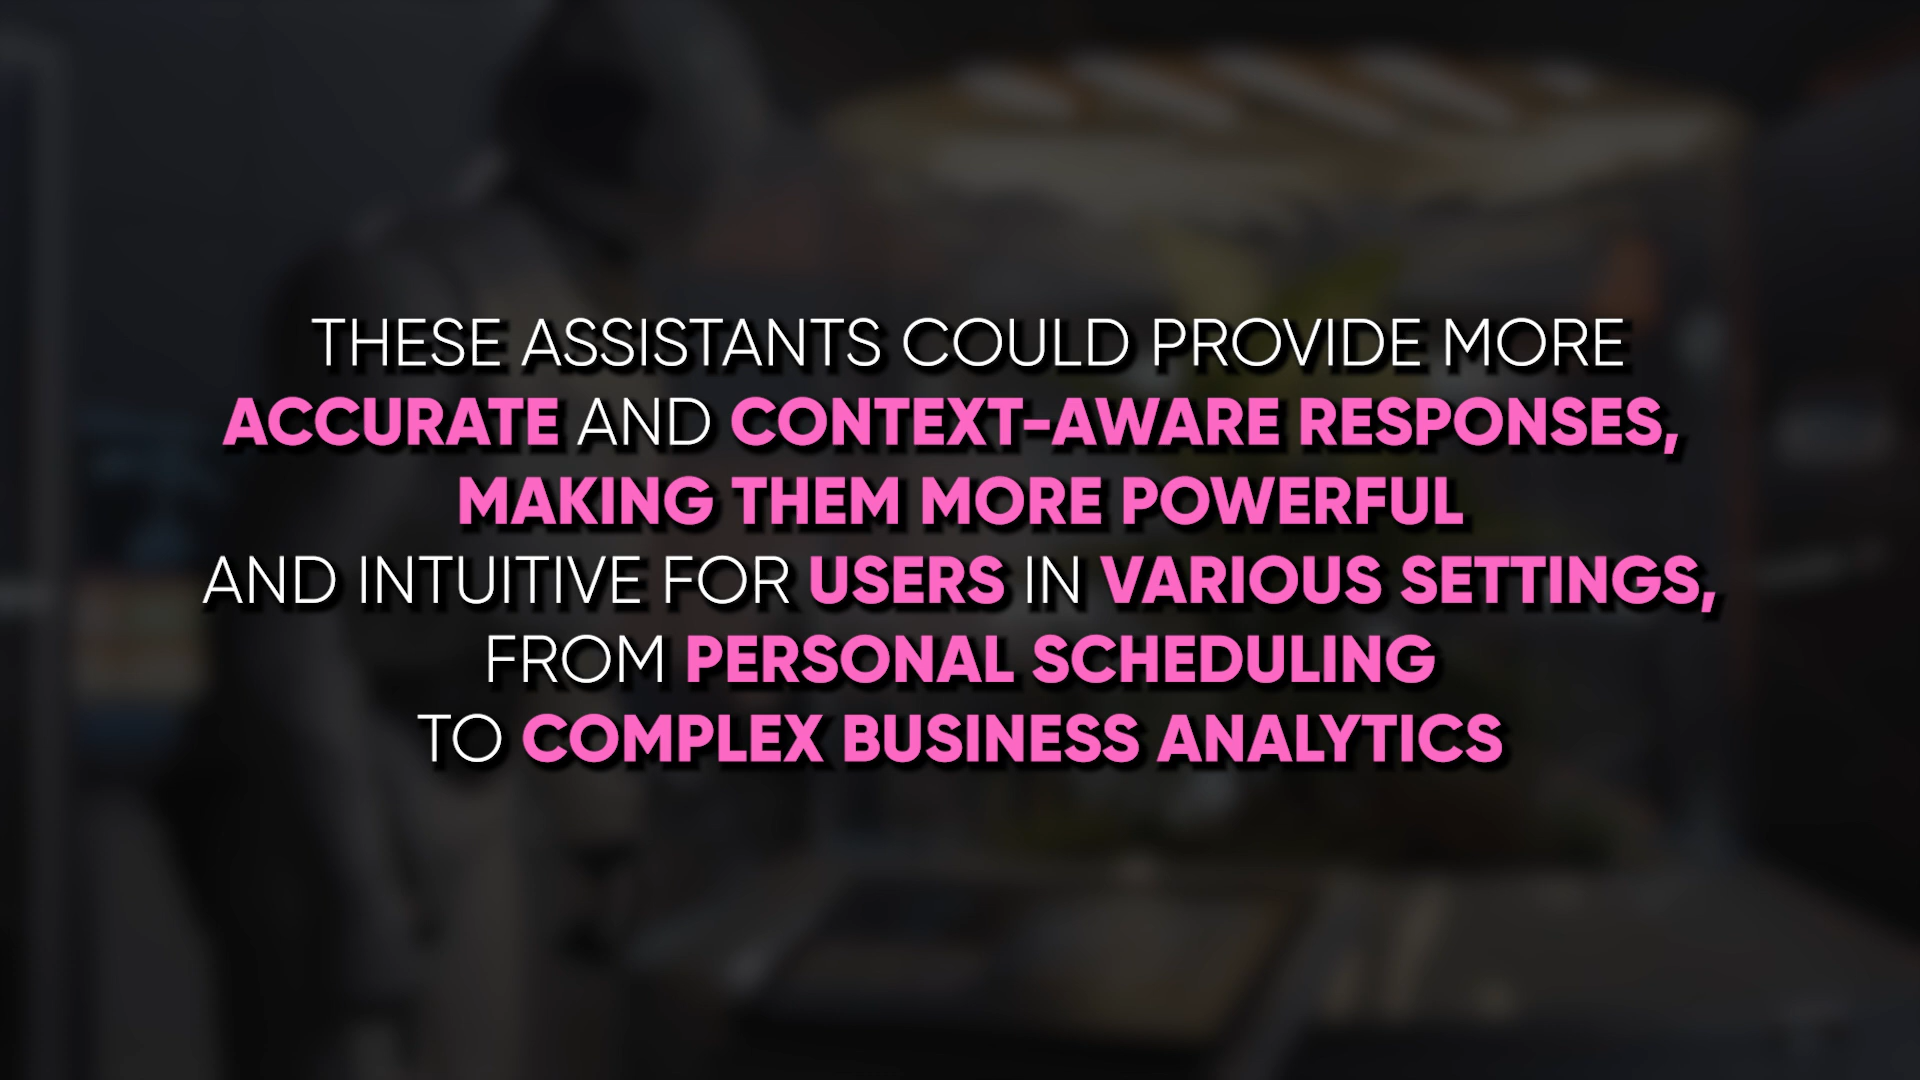 THESE ASSISTANTS COULD PROVIDE MORE
ACCURATE AND CONTEXT-AWARE RESPONSES,
MAKING THEM MORE POWERFUL
AND INTUITIVE FOR USERS IN VARIOUS SETTINGS,
FROM PERSONAL SCHEDULING
TO COMPLEX BUSINESS ANALYTICS